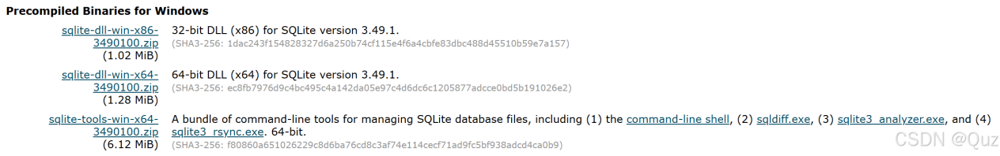 Precompiled Binaries for Windows
sqlite-dll-win-x86-
3490100.zip
(1.02 MiB)
32-bit DLL (x86) for SQLite version 3.49.1.
(SHA3-256: 1dac243f154828327d6a250b74cf115e4f6a4cbfe83dbc488d45510b59e7a157)
sqlite-dll-win-x64-
3490100.zip
(1.28 MiB)
64-bit DLL (x64) for SQLite version 3.49.1.
(SHA3-256: ec8fb7976d9c4bc495c4a142da05e97c4d6dc6c1205877adcce0bd5b191026e2)
sqlite-tools-win-x64-
3490100.zip
(6.12 MiB)
A bundle of command-line tools for managing SQLite database files, including (1) the command-line shell, (2) sqldiff.exe, (3) sqlite3_analyzer.exe, and (4)
sqlite3_rsync.exe. 64-bit.
(SHA3-256: f80860a651026229c8d6ba76cd8c3af74e114cecf71ad9fc5bf938adcd4ca0b9)
CSDN @Quz